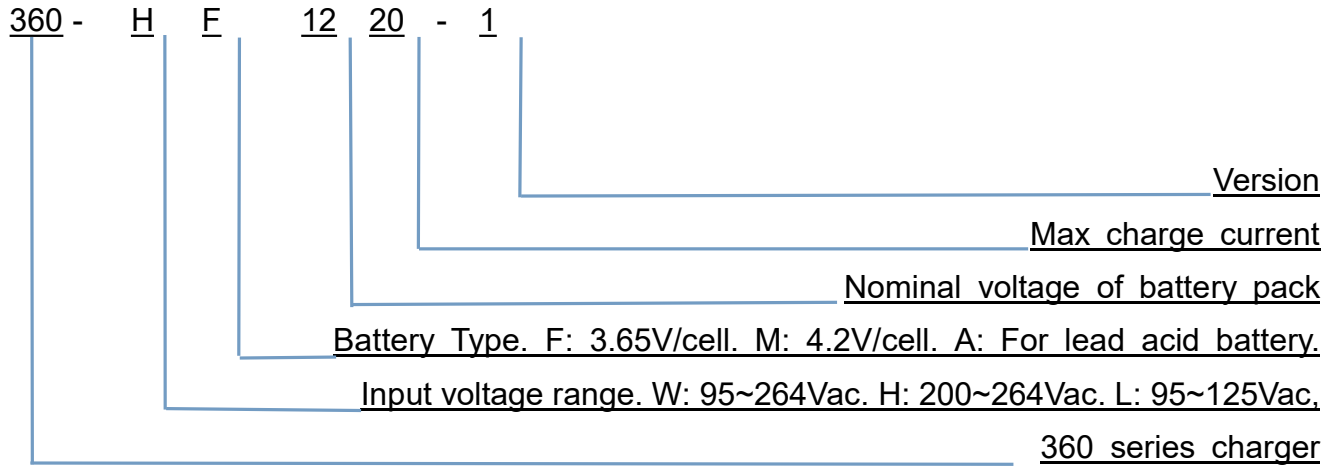 360 - H F 12 20 - 1
Version
Max charge current
Nominal voltage of battery pack
Battery Type. F: 3.65V/cell. M: 4.2V/cell. A: For lead acid battery.
Input voltage range. W: 95~264Vac. H: 200~264Vac. L: 95~125Vac,
360 series charger